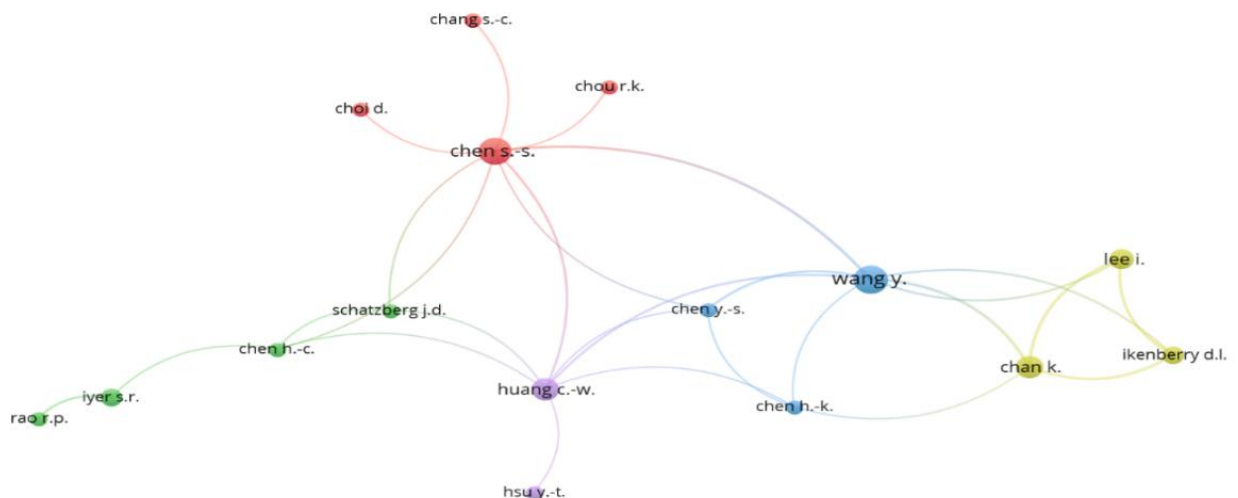 chang s.-c.
chou r.k.
choi d.
chen s.-s.
lee i.
wang y.
schatzberg j.d.
chen y.-s.
chen h.-c.
ikenberry d.l.
chan k.
huang c.-w.
iyer s.r.
chen h.-k.
rao r.p.
hsu y.-t.